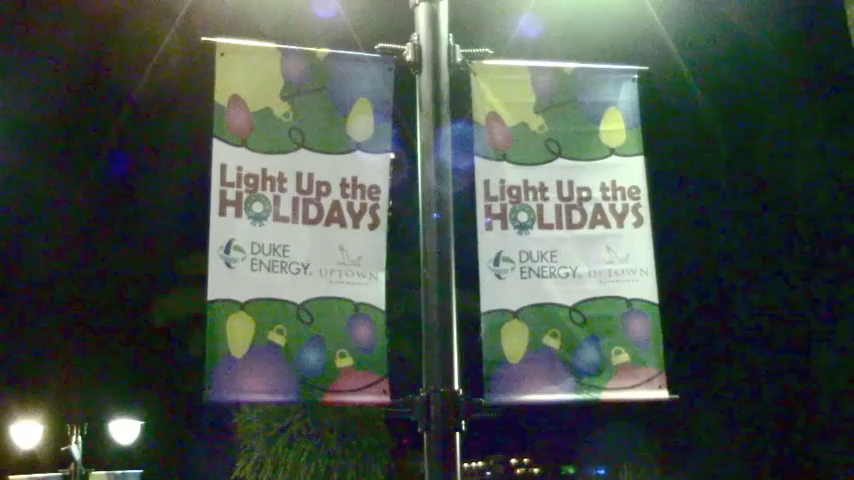 Light Up the
HOLIDAYS
DUKE
ENERGY®
UPTOWN
Light Up the
HOLIDAYS
DUKE
ENERGY®
UPTOWN